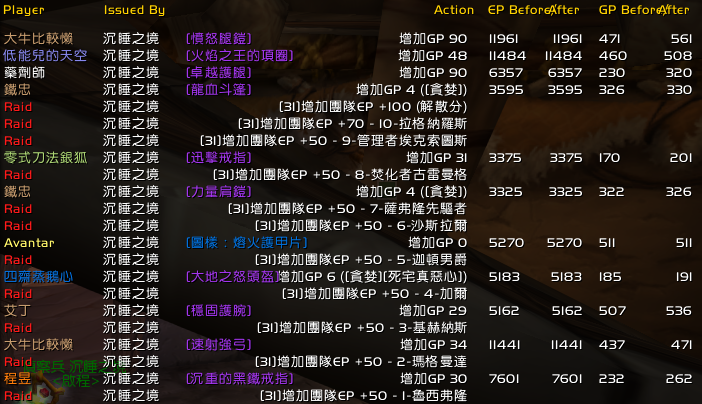 Player Issued By Action EP Before After GP Before After
大牛比較懶 沉睡之境 [憤怒腿鎧] 增加GP 90 11961 11961 471 561
低能兒的天空 沉睡之境 [火焰之王的項圈] 增加GP 48 11484 11484 460 508
藥劑師 沉睡之境 [卓越護腿] 增加GP 90 6357 6357 230 320
鐵忠 沉睡之境 [龍血斗篷] 增加GP 4 ([貪婪]) 3595 3595 326 330
Raid 沉睡之境 (31)增加團隊EP +100 (解散分)
Raid 沉睡之境 (31)增加團隊EP +70 - 10-拉格納羅斯
Raid 沉睡之境 (31)增加團隊EP +50 - 9-管理者埃克索圖斯
零式刀法銀狐 沉睡之境 [迅擊戒指] 增加GP 31 3375 3375 170 201
Raid 沉睡之境 (31)增加團隊EP +50 - 8-焚化者古雷曼格
鐵忠 沉睡之境 [力量肩鎧] 增加GP 4 ([貪婪]) 3325 3325 322 326
Raid 沉睡之境 (31)增加團隊EP +50 - 7-薩弗隆先驅者
Raid 沉睡之境 (31)增加團隊EP +50 - 6-沙斯拉爾
Avantar 沉睡之境 [圖樣：熔火護甲片] 增加GP 0 5270 5270 511 511
Raid 沉睡之境 (31)增加團隊EP +50 - 5-迦頓男爵
沉睡之境 [大地之怒頭盔] 增加GP 6 ([貪婪][死宅真惡心]) 5183 5183 185 191
Raid 沉睡之境 (31)增加團隊EP +50 - 4-加爾
艾丁 沉睡之境 [穩固護腕] 增加GP 29 5162 5162 507 536
Raid 沉睡之境 (31)增加團隊EP +50 - 3-基赫納斯
大牛比較懶 沉睡之境 [速射強弓] 增加GP 34 11441 11441 437 471
Raid 沉睡之境 (31)增加團隊EP +50 - 2-瑪格曼達
程昱 沉睡之境 [沉重的黑鐵戒指] 增加GP 30 7601 7601 232 262
Raid 沉睡之境 (31)增加團隊EP +50 - 1-魯西弗隆